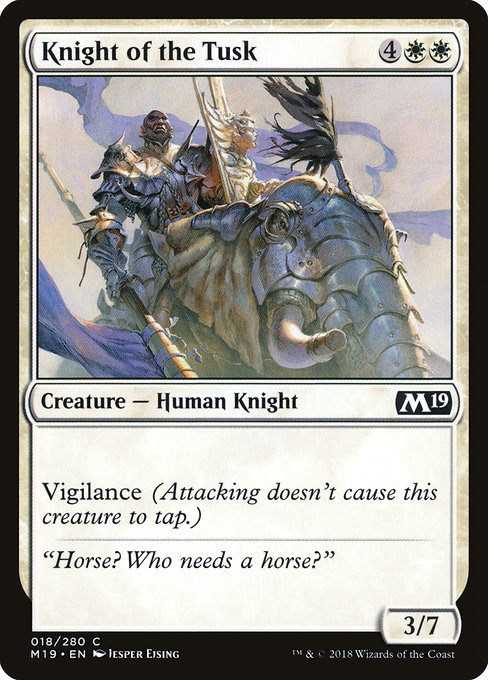 Knight of the Tusk 4
Creature — Human Knight M19
Vigilance (Attacking doesn't cause this
creature to tap.)
"Horse? Who needs a horse?"
3/7
018/280 C
M19 • EN Jesper Ejsing
™ & © 2018 Wizards of the Coast